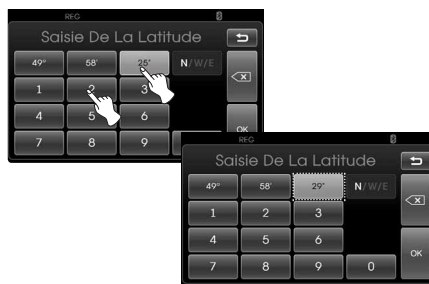 REG
Saisie De La Latitude
49° 58' 25" N/W/E
1 2 3
4 5 6
OK
7 8 9
REG
Saisie De La Latitude
49° 58' 29" N/W/E
1 2 3
4 5 6
OK
7 8 9 0